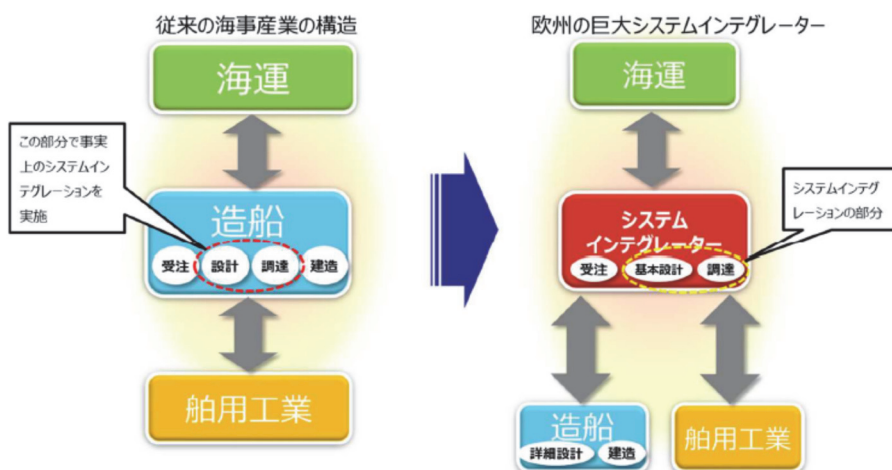 従来の海事産業の構造
海運
この部分で事実
上のシステムイン
テグレーションを
実施
造船
受注
設計
調達
建造
舶用工業
欧州の巨大システムインテグレーター
海運
システムインテグ
レーションの部分
システム
インテグレーター
受注
基本設計
調達
造船
詳細設計
建造
舶用工業